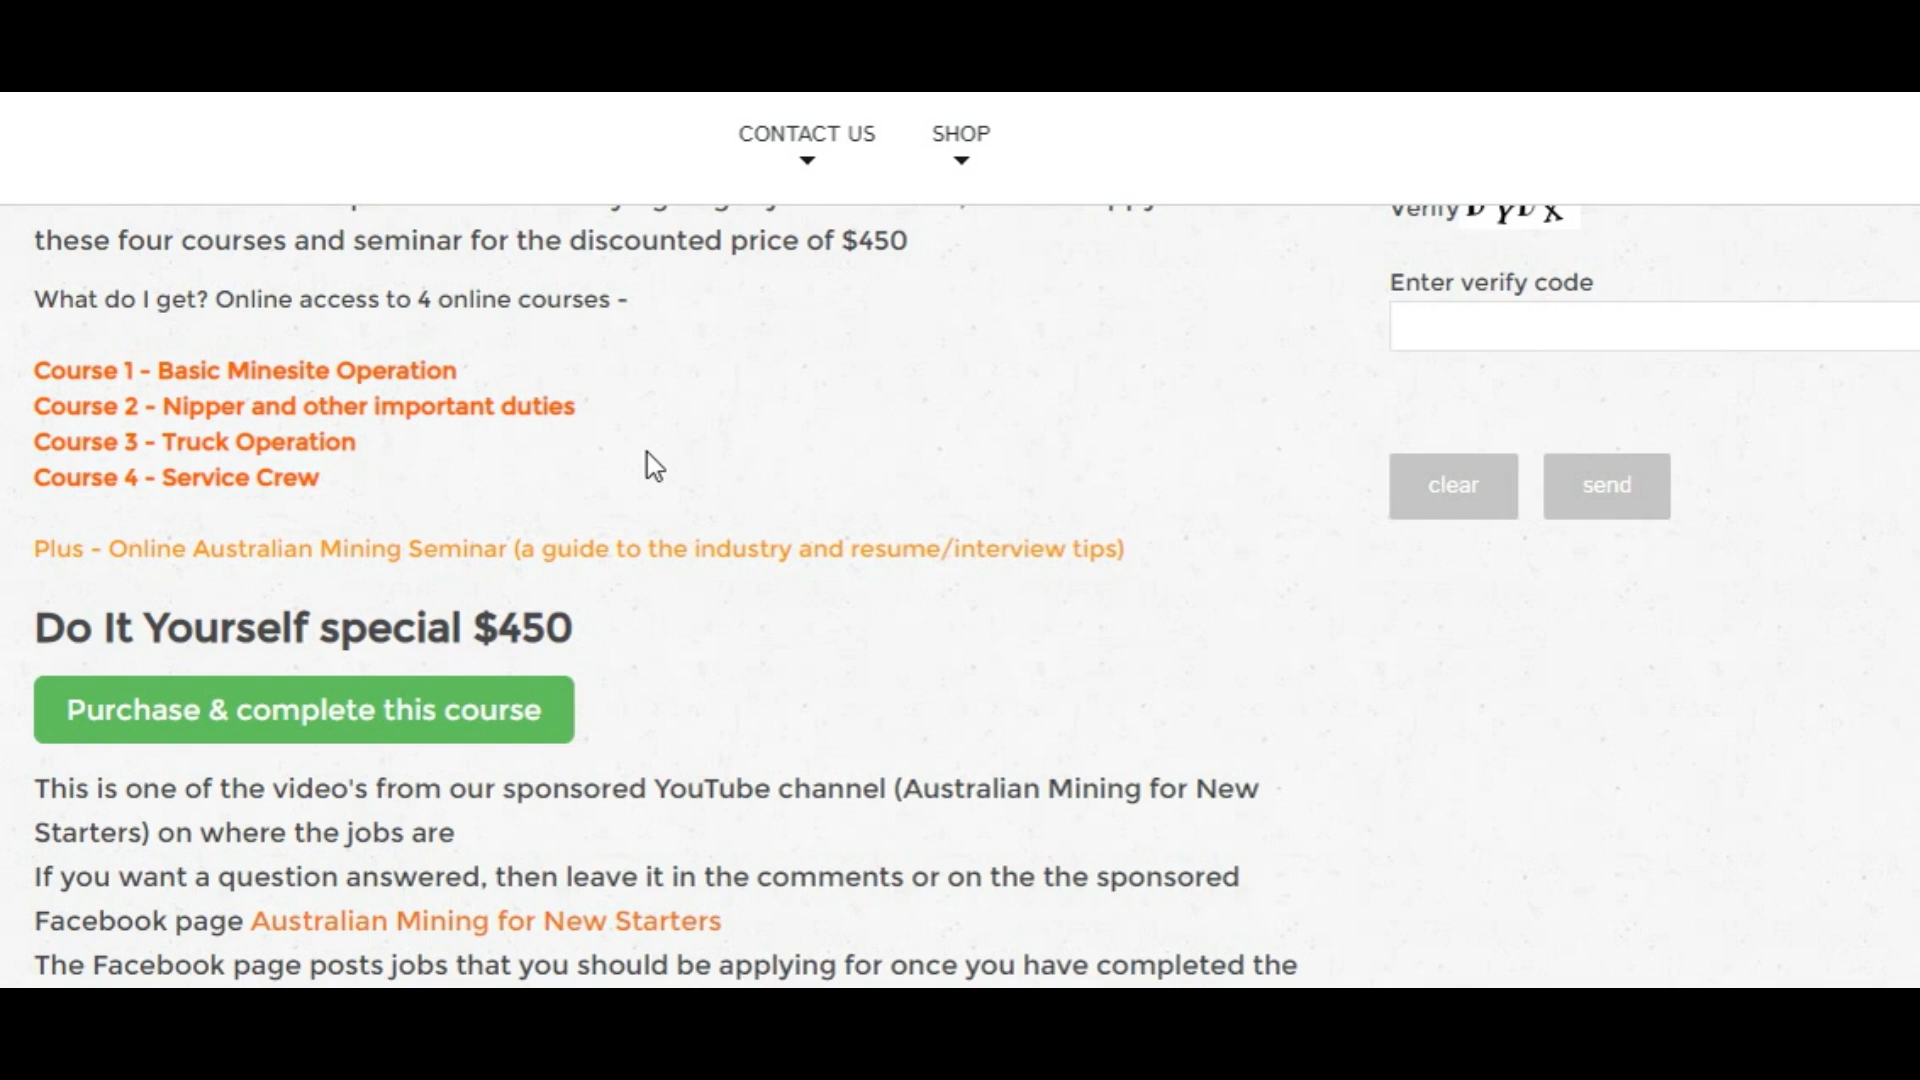 CONTACT US
SHOP
these four courses and seminar for the discounted price of $450
What do I get? Online access to 4 online courses -
Course 1 - Basic Minesite Operation
Course 2 - Nipper and other important duties
Course 3 - Truck Operation
Course 4 - Service Crew
Plus - Online Australian Mining Seminar (a guide to the industry and resume/interview tips)
Do It Yourself special $450
Purchase & complete this course
This is one of the video's from our sponsored YouTube channel (Australian Mining for New
Starters) on where the jobs are
If you want a question answered, then leave it in the comments or on the the sponsored
Facebook page Australian Mining for New Starters
The Facebook page posts jobs that you should be applying for once you have completed the
Verify
Enter verify code
clear
send